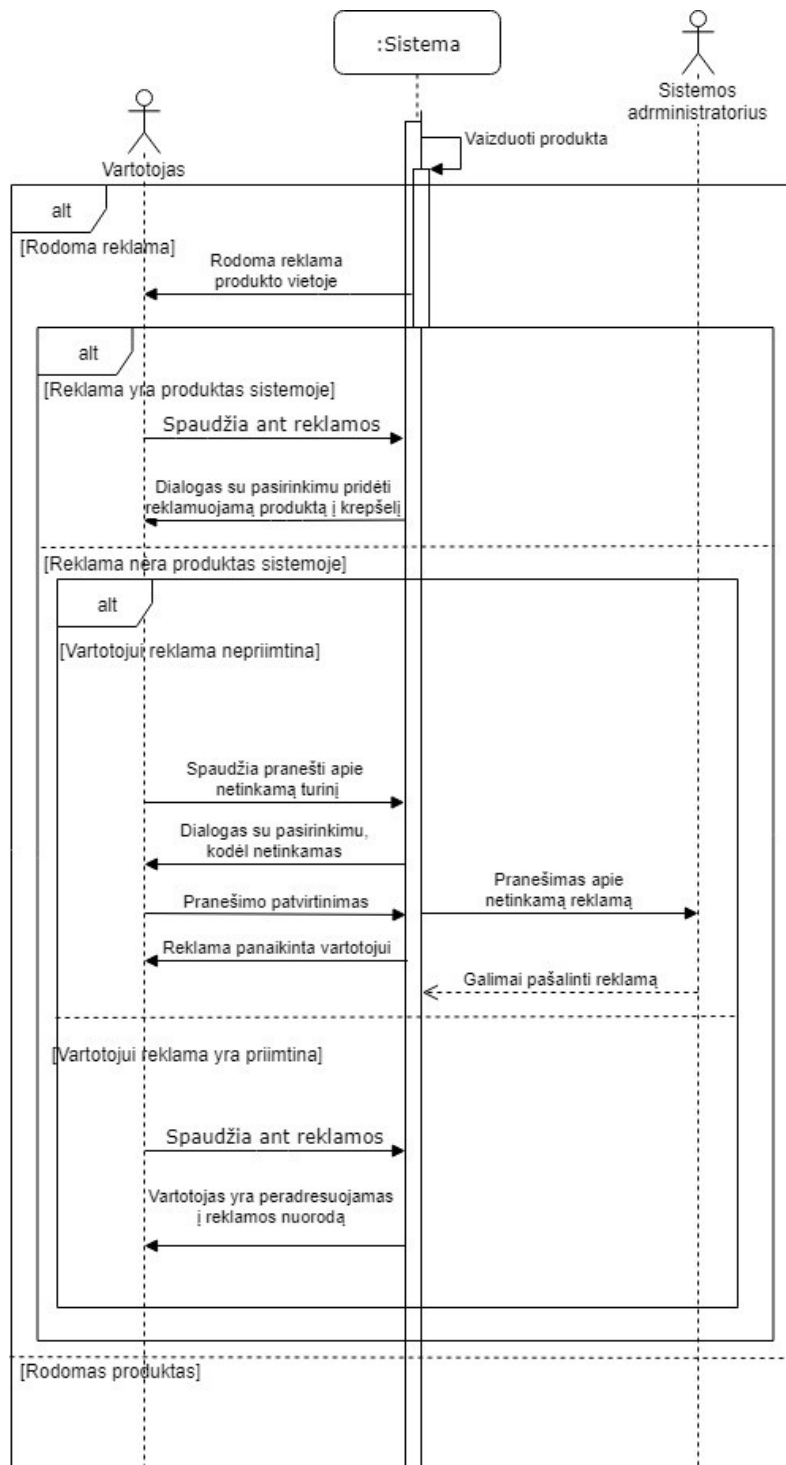 :Sistema
Sistemos
adrministratorius
Vaizduoti produkta
Vartotojas
alt
[Rodoma reklama]
Rodoma reklama
produkto vietoje
alt
[Reklama yra produktas sistemoje]
Spaudžia ant reklamos
Dialogas su pasirinkimu pridėti
reklamuojamą produktą į krepšelį
[Reklama nėra produktas sistemoje]
alt
[Vartotojui reklama nepriimtina]
Spaudžia pranešti apie
netinkamą turinį
Dialogas su pasirinkimu,
kodėl netinkamas
Pranešimas apie
netinkamą reklamą
Pranešimo patvirtinimas
Reklama panaikinta vartotojui
Galimai pašalinti reklamą
[Vartotojui reklama yra priimtina]
Spaudžia ant reklamos
Vartotojas yra peradresuojamas
į reklamos nuorodą
[Rodomas produktas]